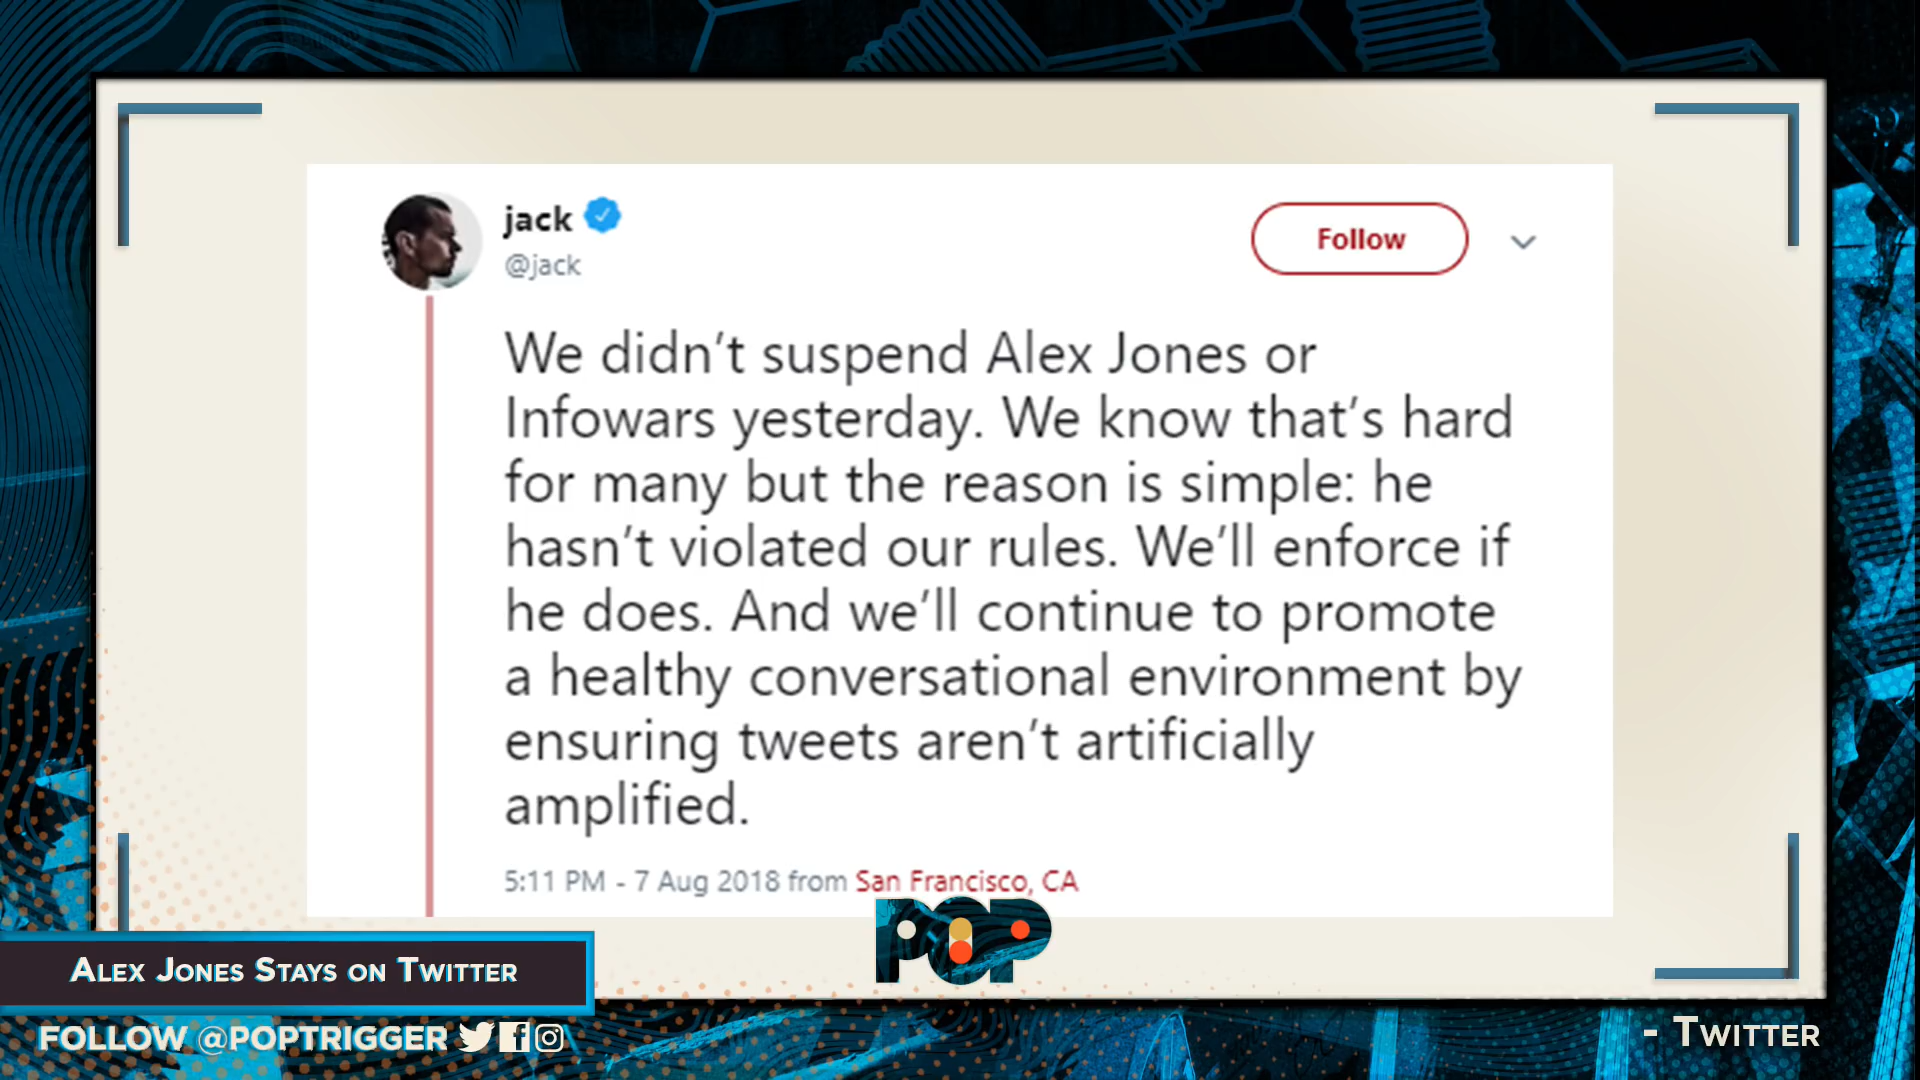 jack
@jack
Follow
We didn't suspend Alex Jones or
Infowars yesterday. We know that's hard
for many but the reason is simple: he
hasn't violated our rules. We'll enforce if
he does. And we'll continue to promote
a healthy conversational environment by
ensuring tweets aren't artificially
amplified.
5:11 PM - 7 Aug 2018 from San Francisco, CA
POP
Alex Jones Stays on Twitter
FOLLOW @POPTRIGGER
- Twitter